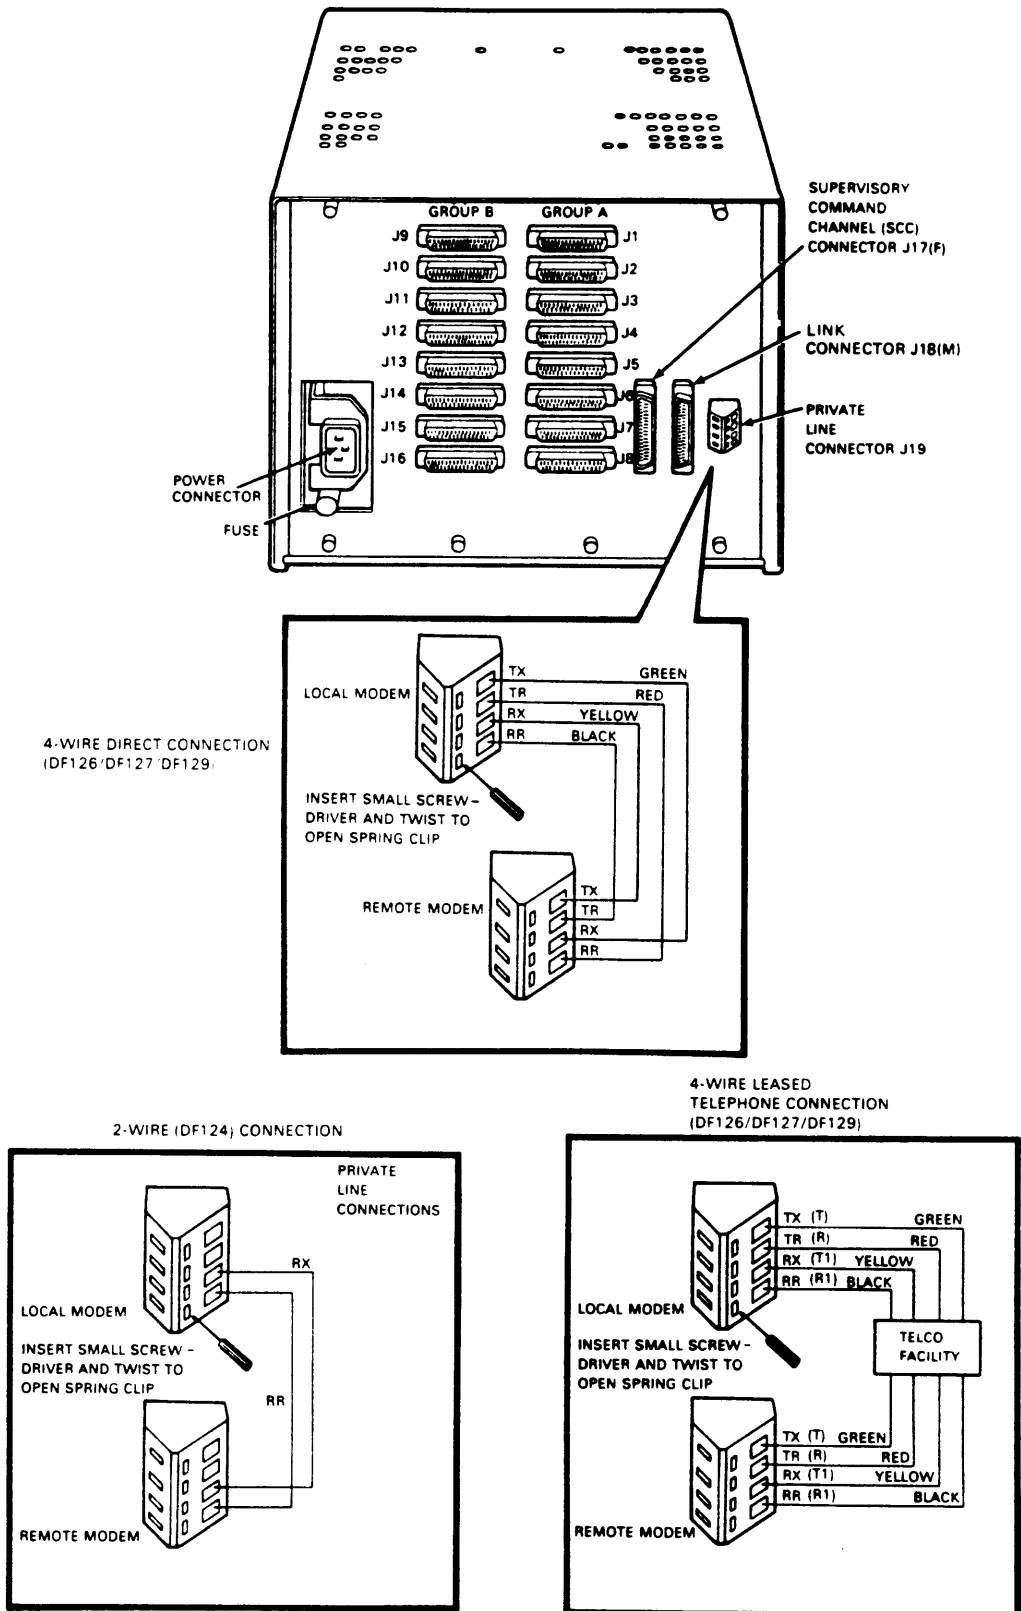 SUPERVISORY
COMMAND
CHANNEL (SCC)
CONNECTOR J17(F)
GROUP B
GROUP A
J9
J1
J10
J2
J11
J3
J12
J4
J13
J5
J14
J6
J15
J7
J16
J8
LINK
CONNECTOR J18(M)
PRIVATE
LINE
CONNECTOR J19
POWER
CONNECTOR
FUSE
4-WIRE DIRECT CONNECTION
(DF126/DF127/DF129)
LOCAL MODEM
TX
GREEN
TR
RED
RX
YELLOW
RR
BLACK
INSERT SMALL SCREW-
DRIVER AND TWIST TO
OPEN SPRING CLIP
REMOTE MODEM
TX
TR
RX
RR
2-WIRE (DF124) CONNECTION
PRIVATE
LINE
CONNECTIONS
RX
LOCAL MODEM
INSERT SMALL SCREW-
DRIVER AND TWIST TO
OPEN SPRING CLIP
RR
REMOTE MODEM
4-WIRE LEASED
TELEPHONE CONNECTION
(DF126/DF127/DF129)
TX (T) GREEN
TR (R) RED
RX (T1) YELLOW
RR (R1) BLACK
LOCAL MODEM
INSERT SMALL SCREW-
DRIVER AND TWIST TO
OPEN SPRING CLIP
TELCO
FACILITY
TX (T) GREEN
TR (R) RED
RX (T1) YELLOW
RR (R1) BLACK
REMOTE MODEM